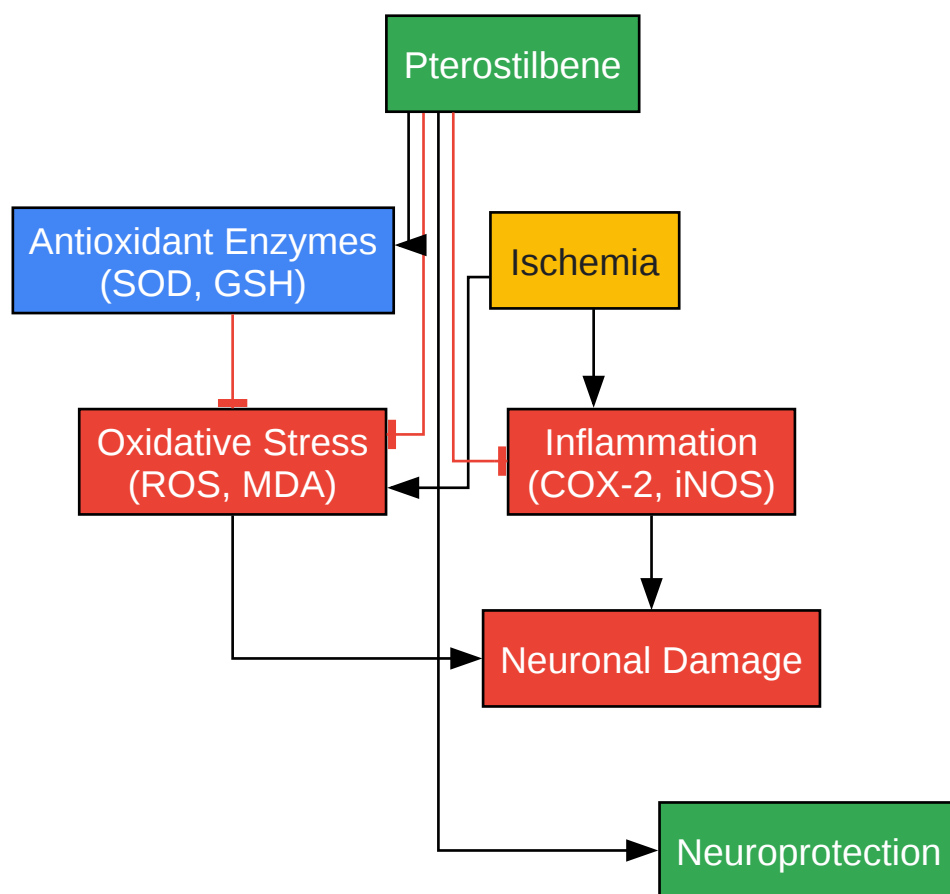 Pterostilbene
Antioxidant Enzymes
(SOD, GSH)
Ischemia
Oxidative Stress
(ROS, MDA)
Inflammation
(COX-2, iNOS)
Neuronal Damage
Neuroprotection